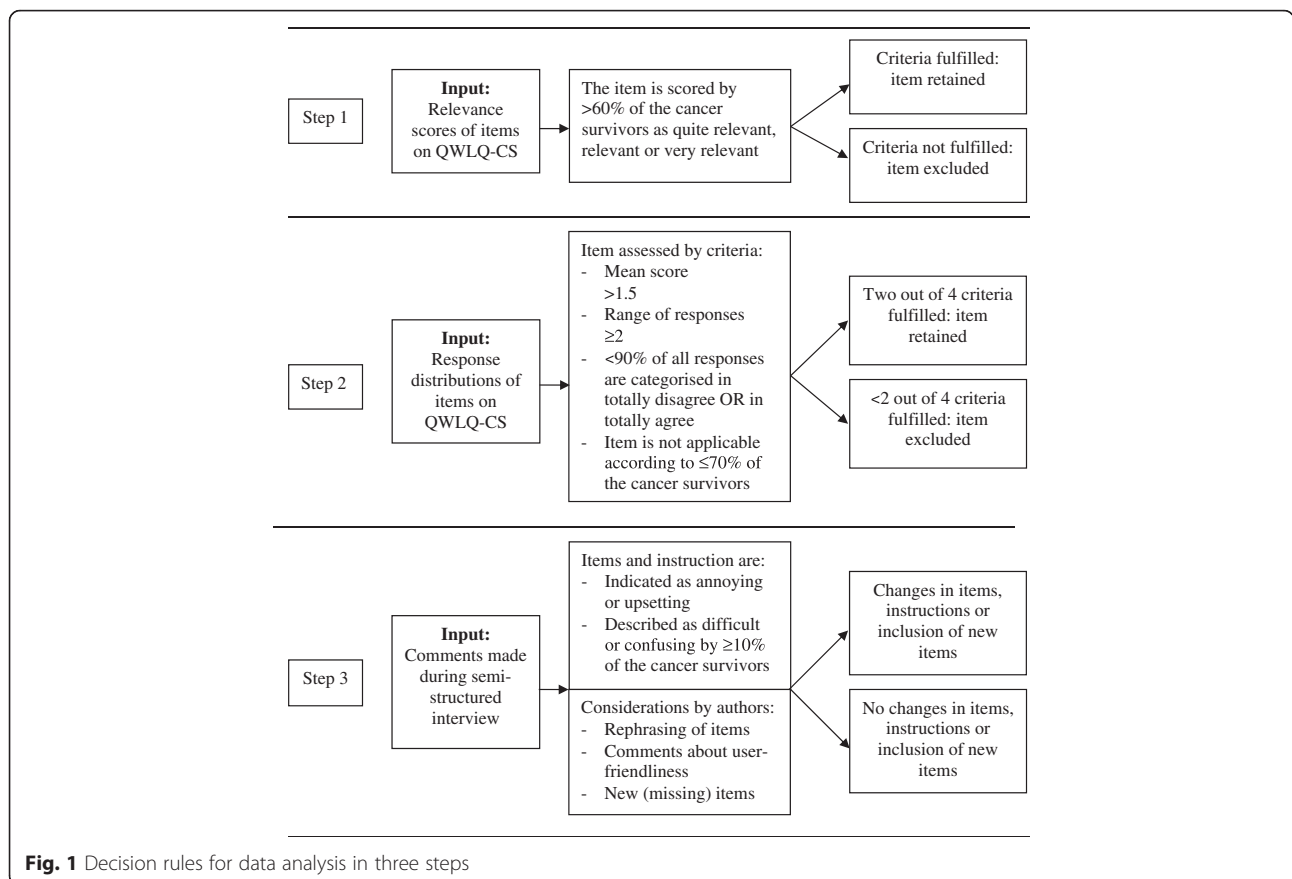 Step 1
Input:
Relevance
scores of items
on QWLQ-CS
The item is scored by
>60% of the cancer
survivors as quite relevant,
relevant or very relevant
Criteria fulfilled:
item retained
Criteria not fulfilled:
item excluded
Step 2
Input:
Response
distributions of
items on
QWLQ-CS
Item assessed by criteria:
- Mean score
>1.5
- Range of responses
≥2
- <90% of all responses
are categorised in
totally disagree OR in
totally agree
- Item is not applicable
according to ≤70% of
the cancer survivors
Two out of 4 criteria
fulfilled: item
retained
<2 out of 4 criteria
fulfilled: item
excluded
Step 3
Input:
Comments made
during semi-
structured
interview
Items and instruction are:
- Indicated as annoying
or upsetting
- Described as difficult
or confusing by ≥10%
of the cancer survivors
Considerations by authors:
- Rephrasing of items
- Comments about user-
friendliness
- New (missing) items
Changes in items,
instructions or
inclusion of new
items
No changes in items,
instructions or
inclusion of new
items
Fig. 1 Decision rules for data analysis in three steps